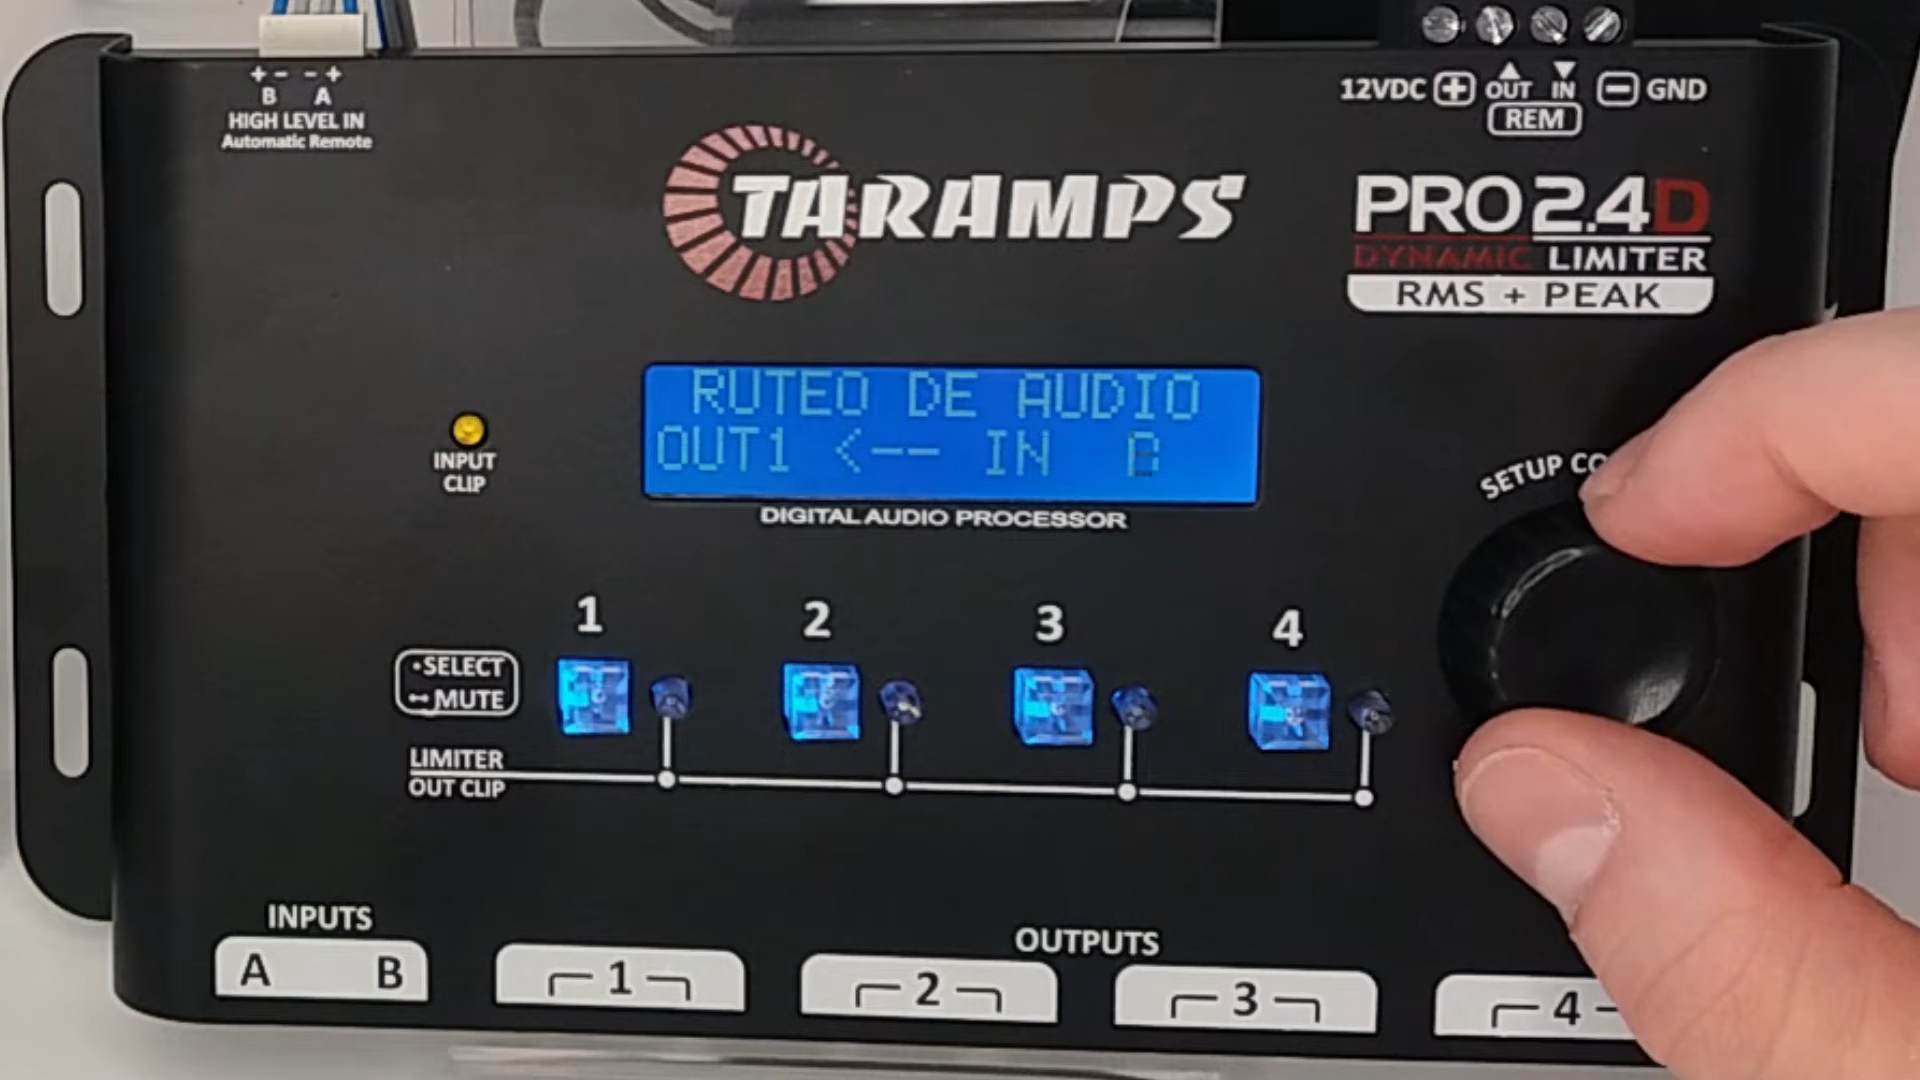 + - - +
B A
HIGH LEVEL IN
Automatic Remote
12VDC + OUT IN - GND
REM
TARAMPS
PRO 2.4D
DYNAMIC LIMITER
RMS + PEAK
RUTEO DE AUDIO
OUT1 <-- IN B
DIGITAL AUDIO PROCESSOR
INPUT
CLIP
SETUP
1 2 3 4
SELECT
MUTE
LIMITER
OUT CLIP
INPUTS
A B
OUTPUTS
1 2 3 4